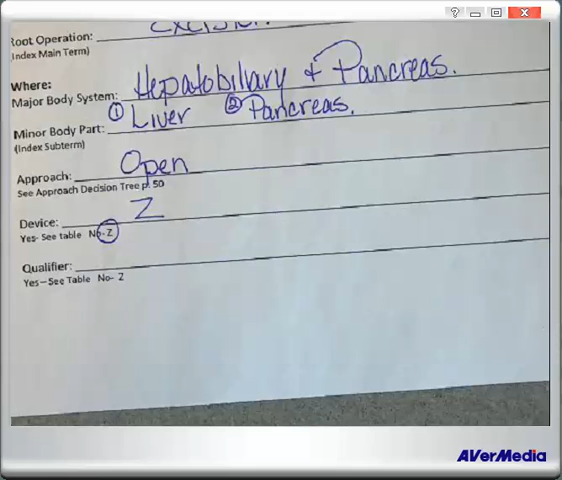 Root Operation: Excision
(Index Main Term)
Where:
Major Body System: Hepatobiliary & Pancreas.
① Liver ② Pancreas.
Minor Body Part:
(Index Subterm)
Approach: Open
See Approach Decision Tree p. 50
Device: Z
Yes- See table No-Z
Qualifier:
Yes—See Table No- Z
AVerMedia